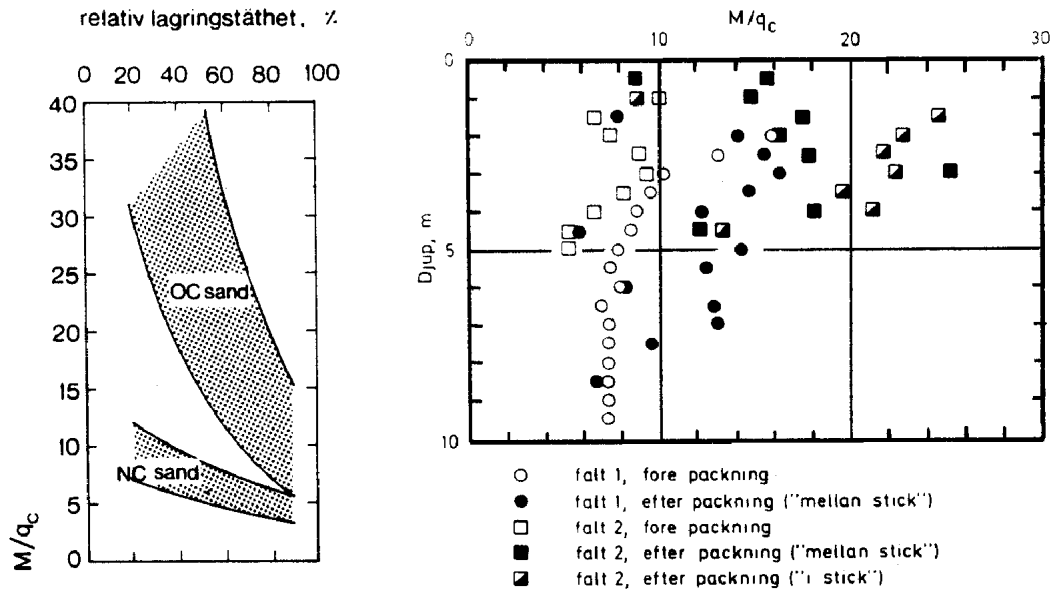 relativ lagringstäthet, %
0 20 40 60 80 100
40
35
30
25
20
15
10
5
0
OC sand
NC sand
M/qc
M/qc
0 10 20 30
0
5
10
Djup, m
falt 1, fore packning
falt 1, efter packning ("mellan stick")
falt 2, fore packning
falt 2, efter packning ("mellan stick")
falt 2, efter packning ("i stick")